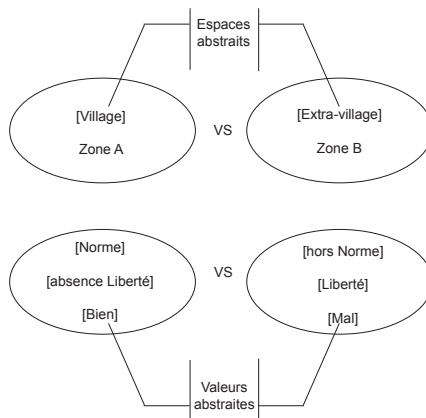 Espaces
abstraits
[Village]
VS
[Extra-village]
Zone A
Zone B
[Norme]
VS
[hors Norme]
[absence Liberté]
[Liberté]
[Bien]
[Mal]
Valeurs
abstraites